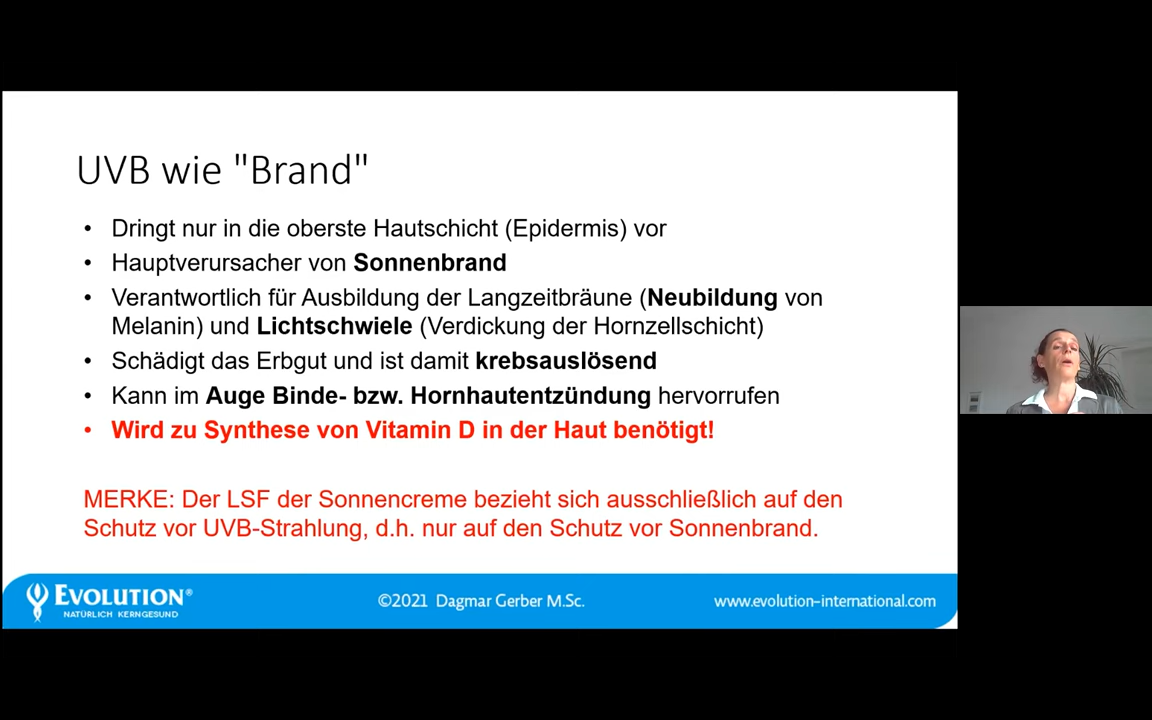 UVB wie "Brand"
• Dringt nur in die oberste Hautschicht (Epidermis) vor
• Hauptverursacher von Sonnenbrand
• Verantwortlich für Ausbildung der Langzeitbräune (Neubildung von
Melanin) und Lichtschwiele (Verdickung der Hornzellschicht)
• Schädigt das Erbgut und ist damit krebsauslösend
• Kann im Auge Binde- bzw. Hornhautentzündung hervorrufen
• Wird zu Synthese von Vitamin D in der Haut benötigt!
MERKE: Der LSF der Sonnencreme bezieht sich ausschließlich auf den
Schutz vor UVB-Strahlung, d.h. nur auf den Schutz vor Sonnenbrand.
EVOLUTION®
NATÜRLICH KERNGESUND
©2021 Dagmar Gerber M.Sc.
www.evolution-international.com